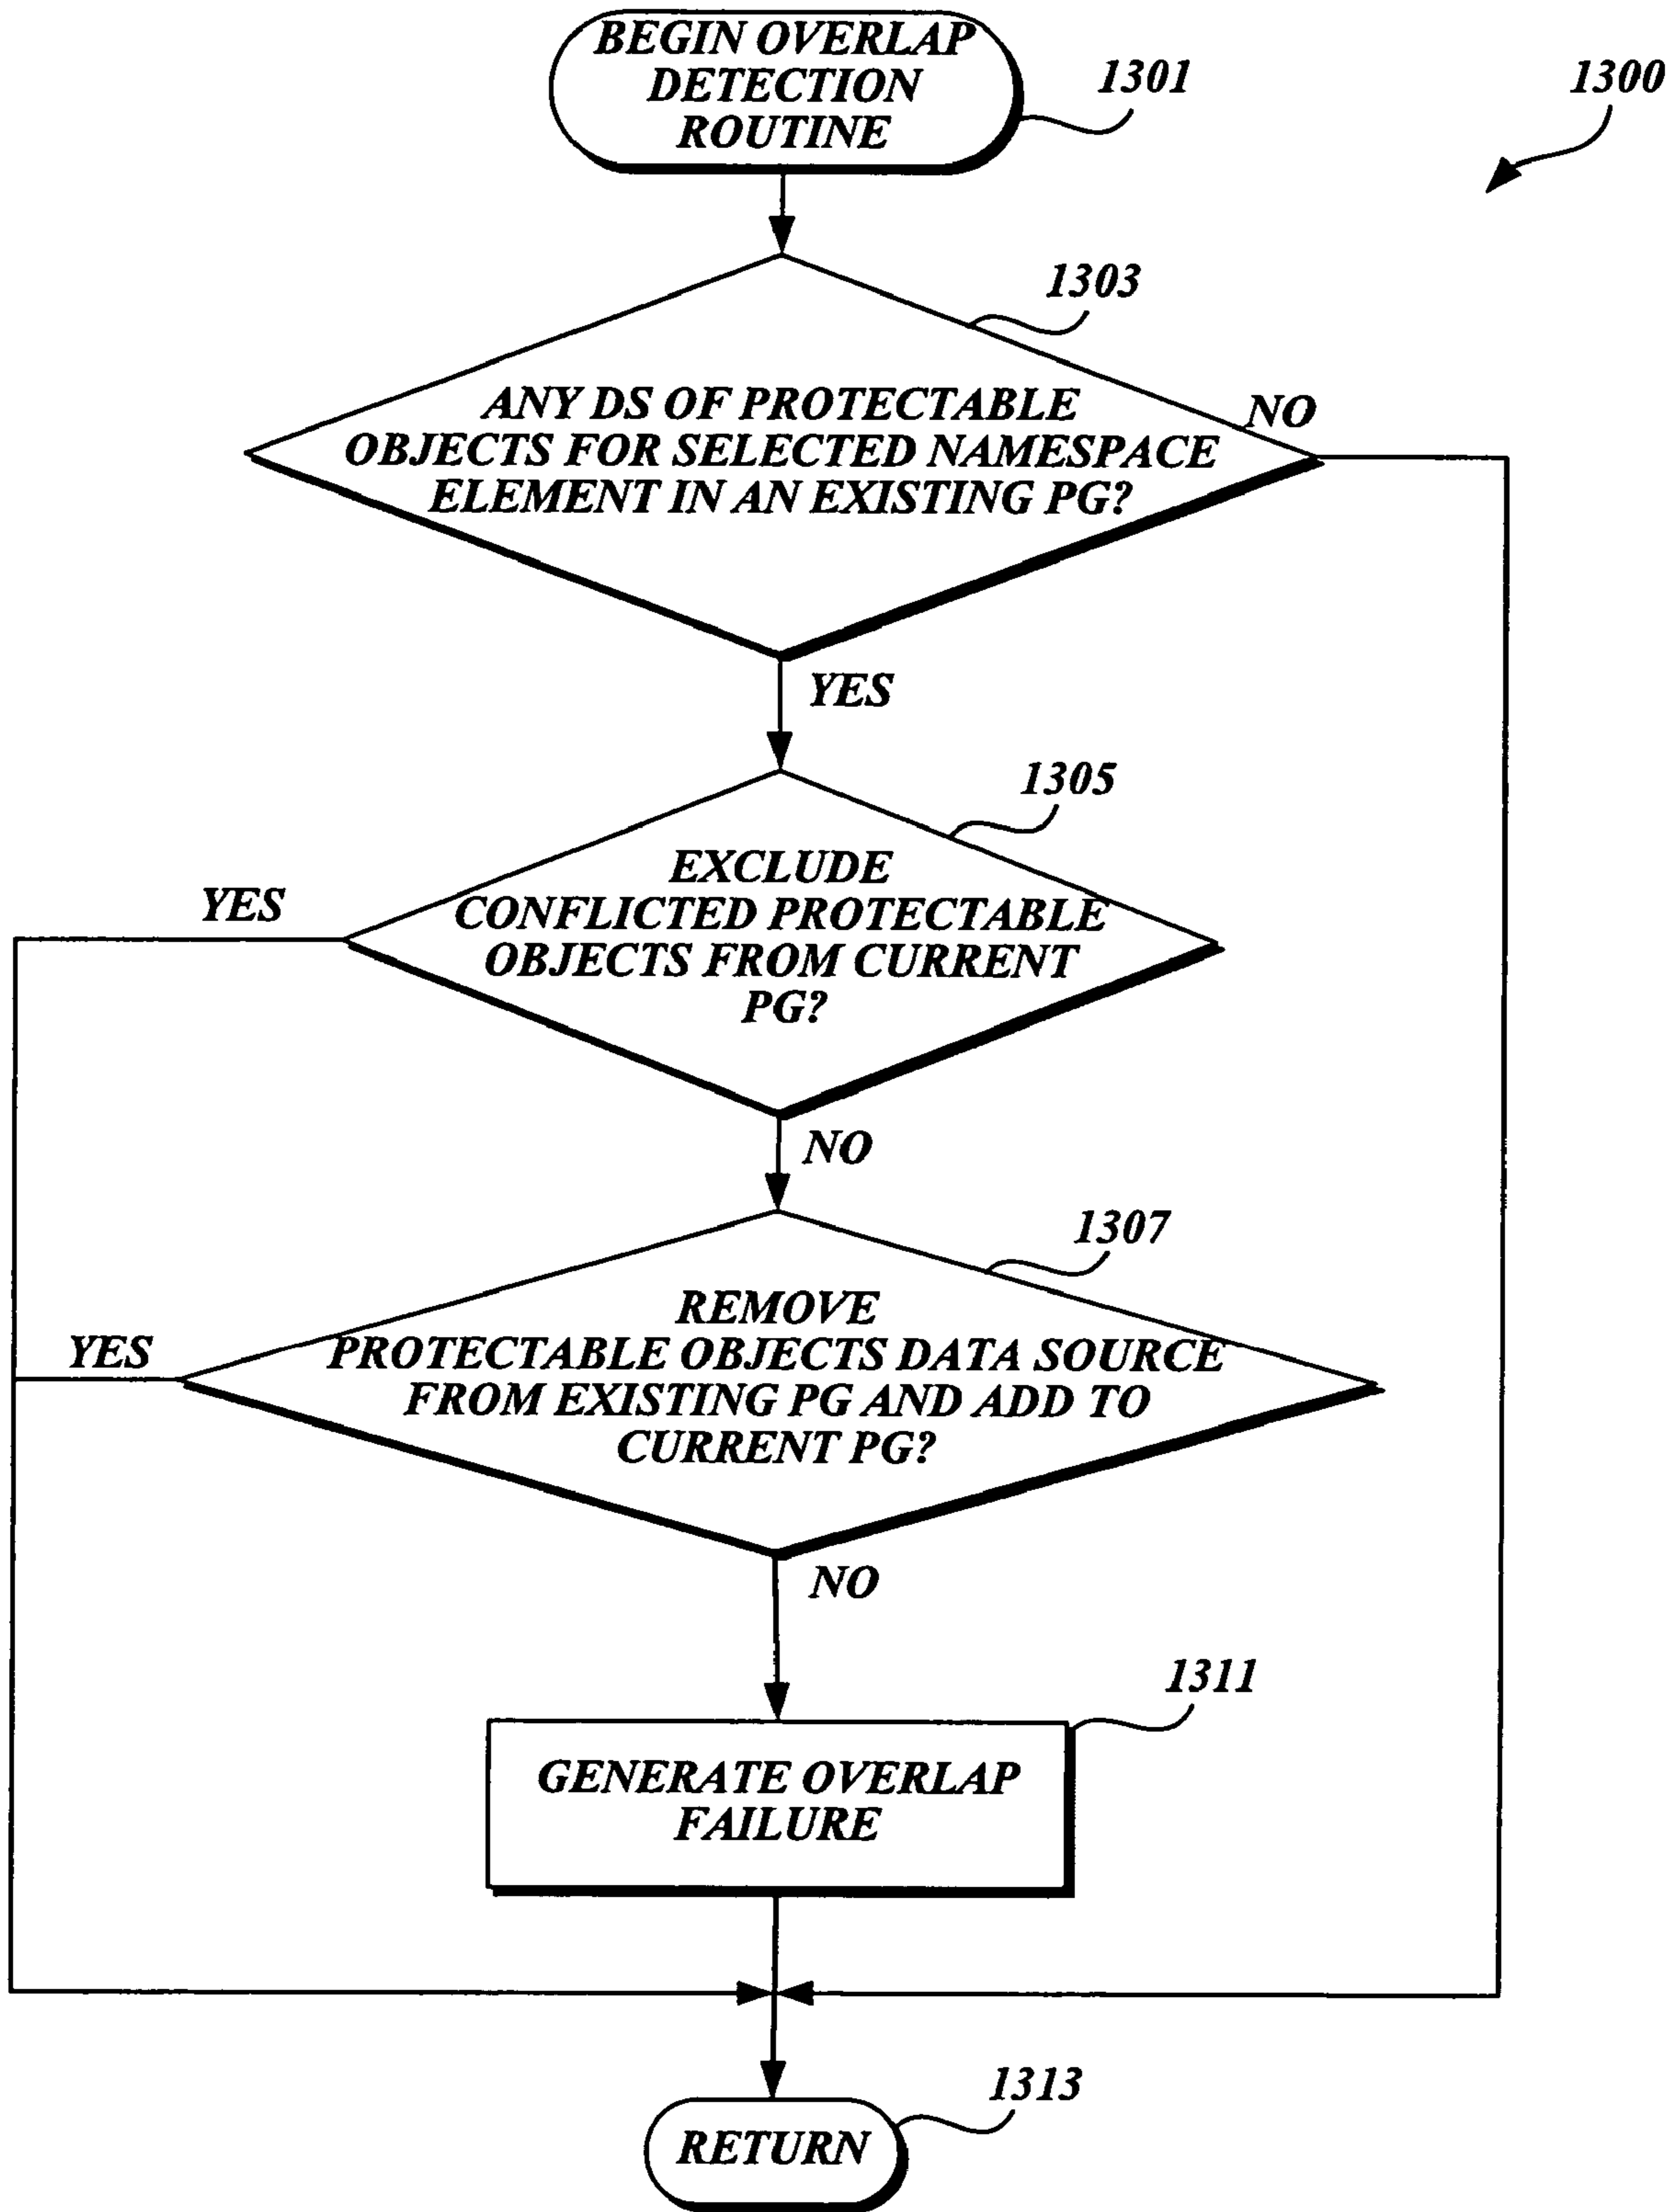 BEGIN OVERLAP
DETECTION
ROUTINE
1301
1300
1303
ANY DS OF PROTECTABLE
OBJECTS FOR SELECTED NAMESPACE
ELEMENT IN AN EXISTING PG?
NO
YES
1305
EXCLUDE
CONFLICTED PROTECTABLE
OBJECTS FROM CURRENT
PG?
YES
NO
1307
REMOVE
PROTECTABLE OBJECTS DATA SOURCE
FROM EXISTING PG AND ADD TO
CURRENT PG?
YES
NO
1311
GENERATE OVERLAP
FAILURE
1313
RETURN